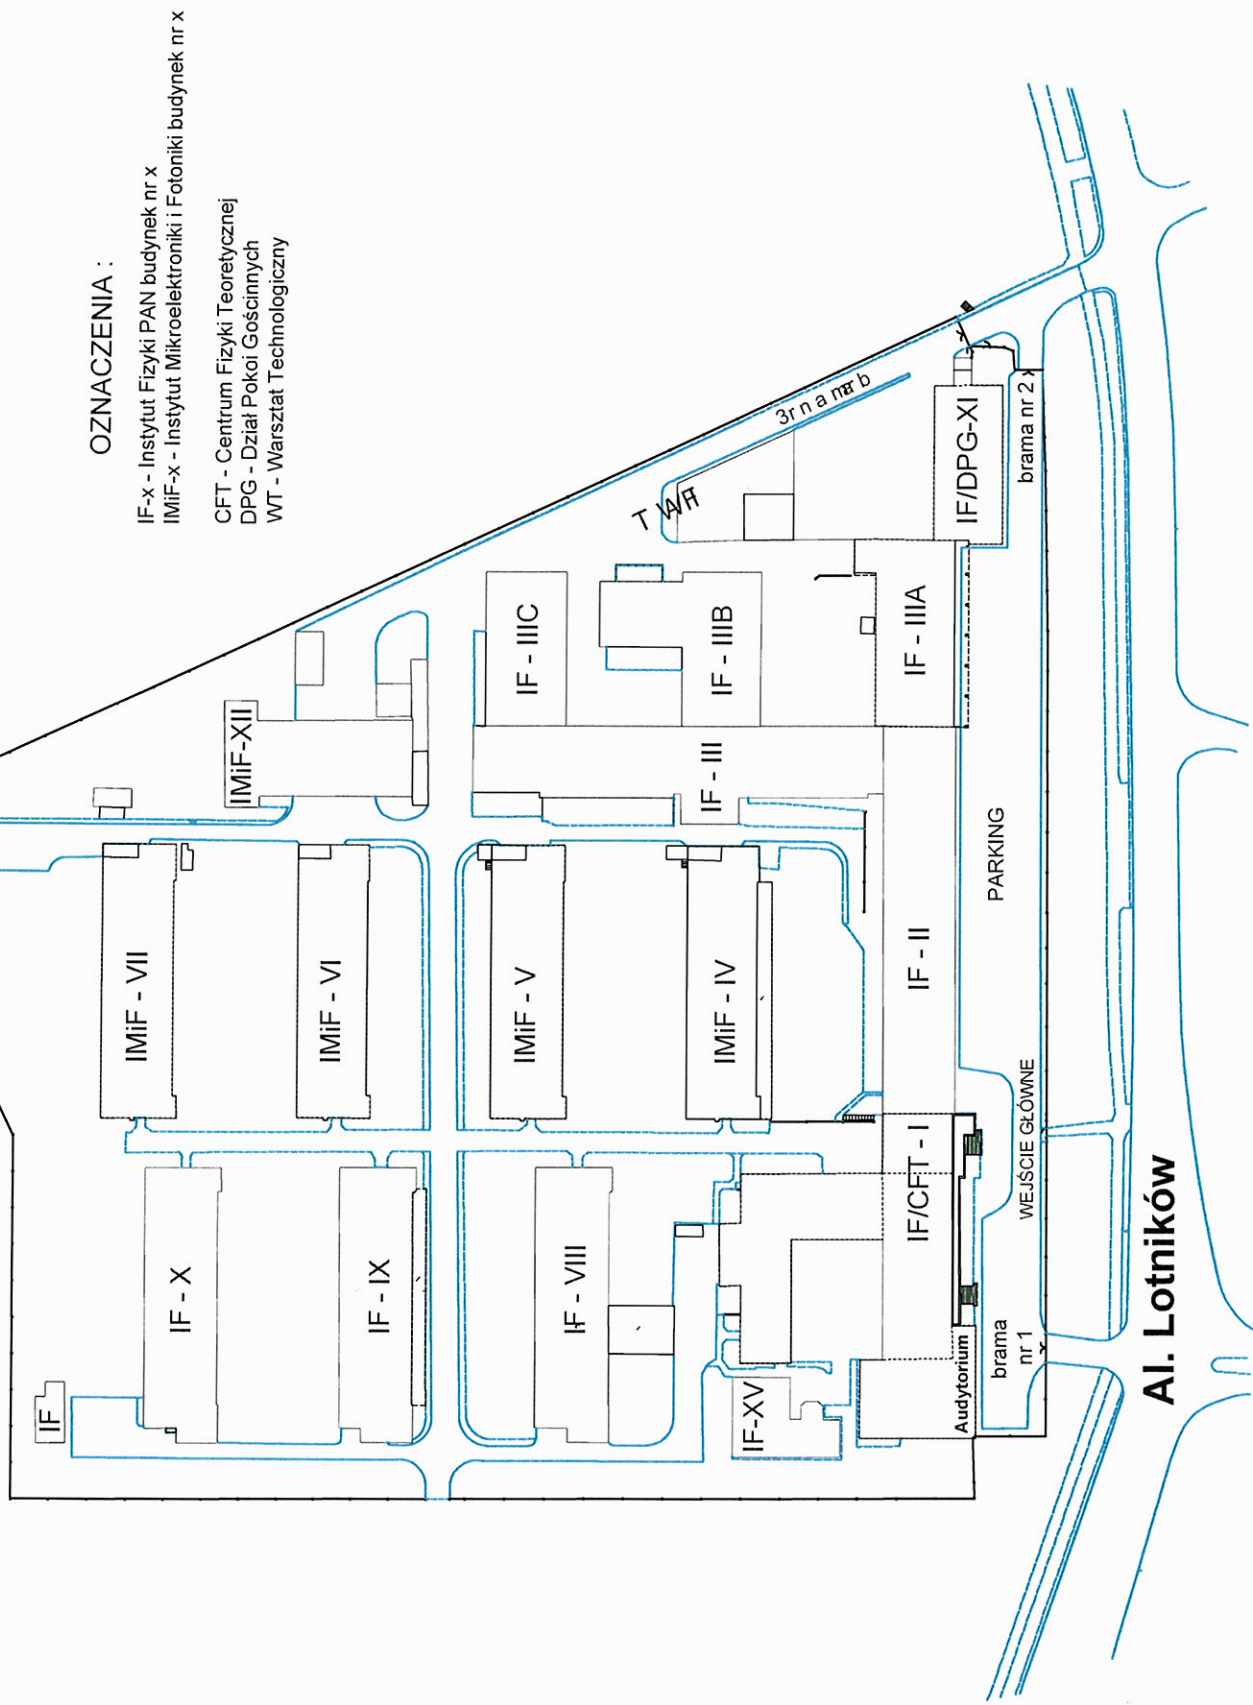 OZNACZENIA :
IF-x - Instytut Fizyki PAN budynek nr x
IMiF-x - Instytut Mikroelektroniki i Fotoniki budynek nr x
CFT - Centrum Fizyki Teoretycznej
DPG - Dział Pokoi Gościnnych
WT - Warsztat Technologiczny
IF
IF - X
IMiF - VII
IMiF-XII
IF - IX
IMiF - VI
IF - VIII
IMiF - V
IF - IIIC
IF-XV
IMiF - IV
IF - III
IF - IIIB
Audytorium
IF/CFT - I
IF - II
IF - IIIA
IF/DPG-XI
brama
nr 1
WEJŚCIE GŁÓWNE
PARKING
brama nr 2
Al. Lotników